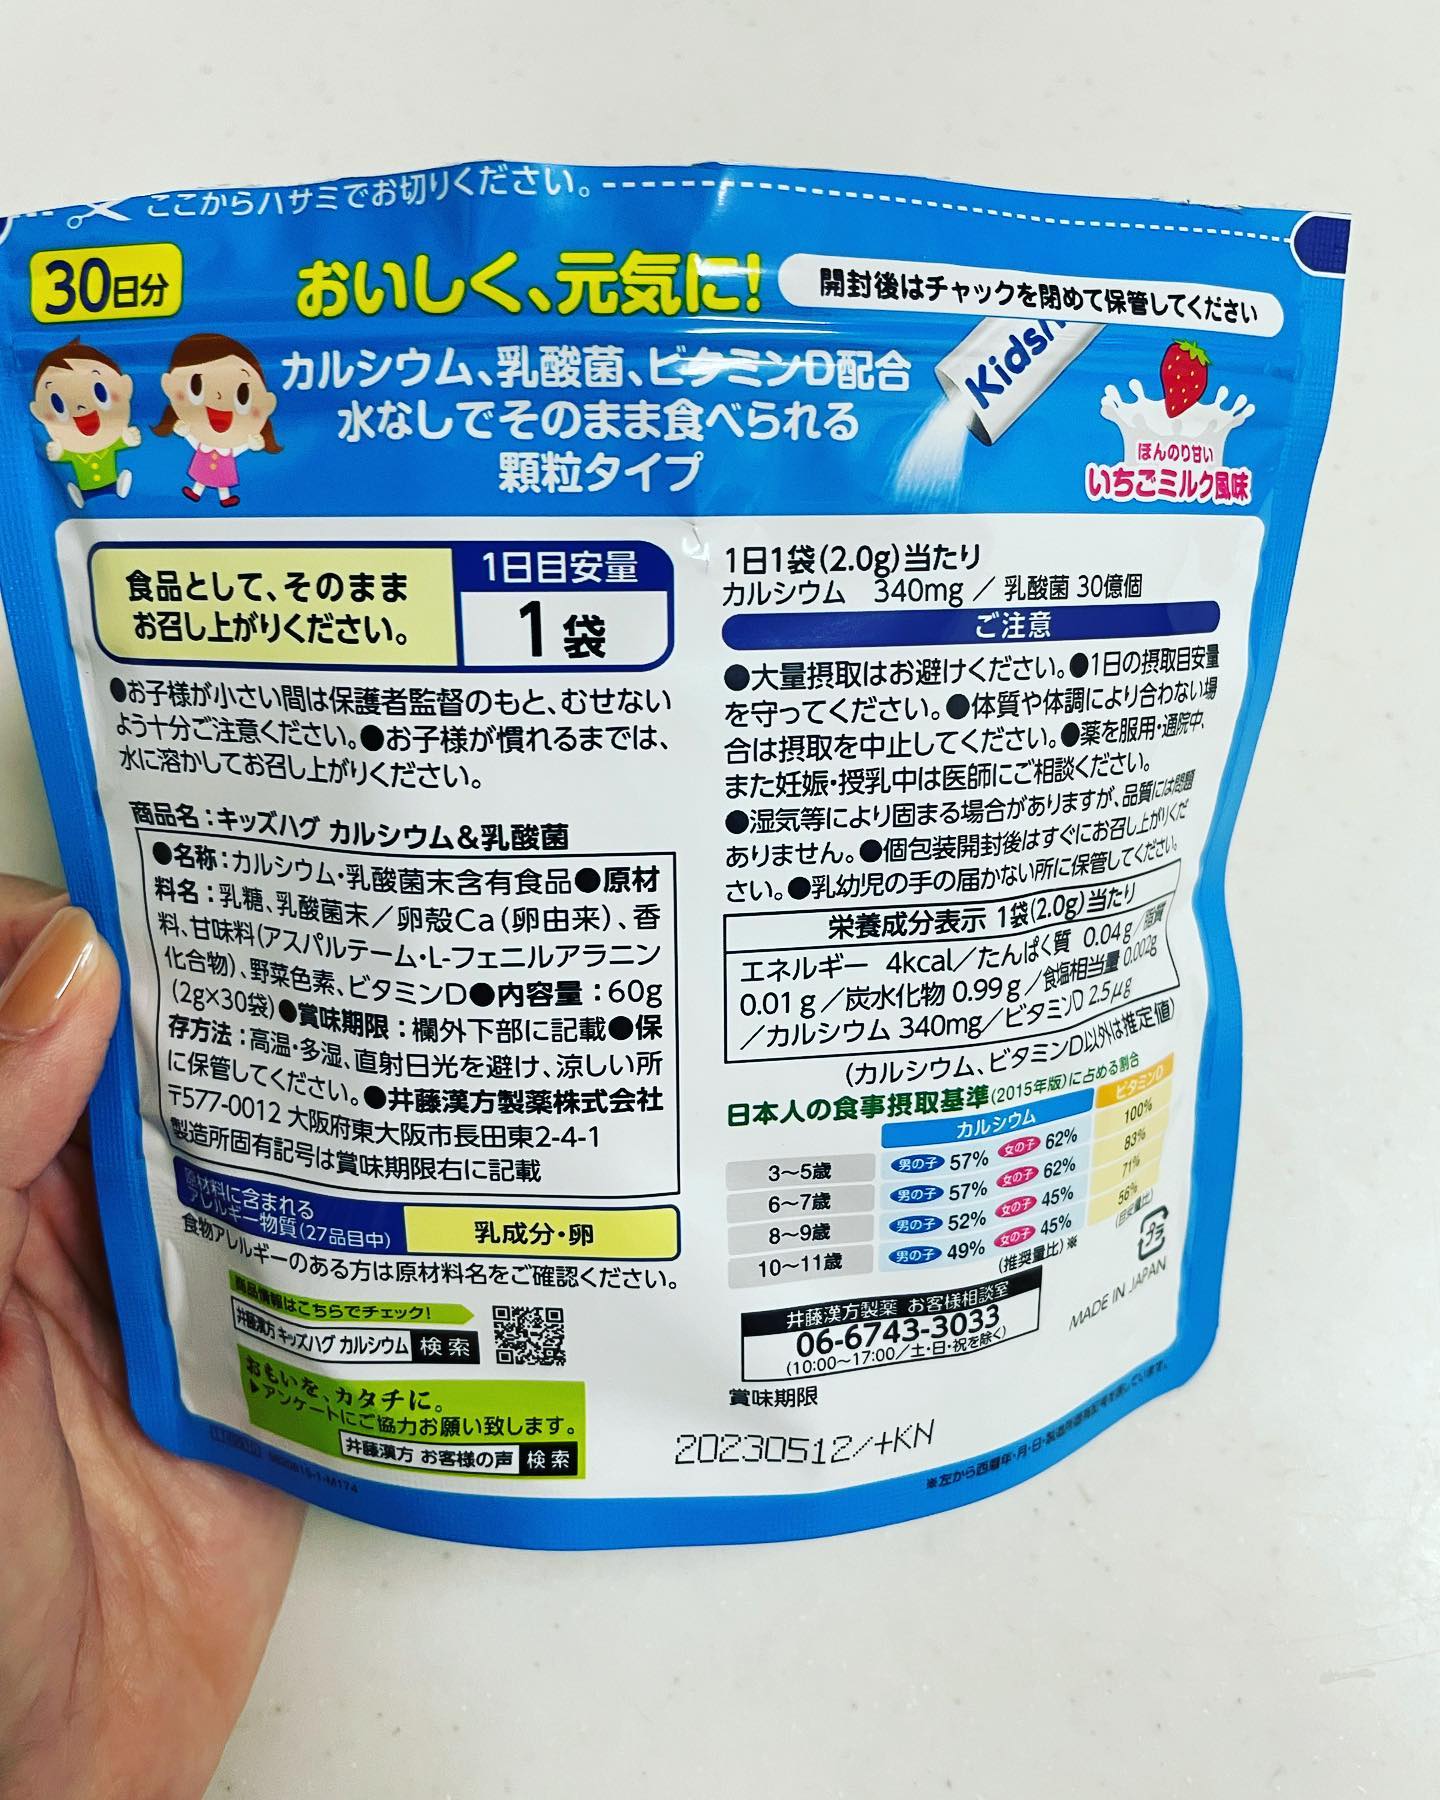 ここからハサミでお切りください。
30日分
おいしく、元気に!
開封後はチャックを閉めて保管してください
カルシウム、乳酸菌、ビタミンD配合
水なしでそのまま食べられる
顆粒タイプ
Kids
ほんのり甘い
いちごミルク風味
食品として、そのまま
お召し上がりください。
1日目安量
1袋
●お子様が小さい間は保護者監督のもと、むせない
よう十分ご注意ください。●お子様が慣れるまでは、
水に溶かしてお召し上がりください。
商品名:キッズハグ カルシウム&乳酸菌
●名称:カルシウム・乳酸菌末含有食品●原材
料名:乳糖、乳酸菌末/卵殻Ca(卵由来)、香
料、甘味料(アスパルテーム・L-フェニルアラニン
化合物)、野菜色素、ビタミンD●内容量:60g
(2g×30袋)●賞味期限:欄外下部に記載●保
存方法:高温・多湿、直射日光を避け、涼しい所
に保管してください。●井藤漢方製薬株式会社
〒577-0012 大阪府東大阪市長田東2-4-1
製造所固有記号は賞味期限右に記載
原材料に含まれる
アレルギー物質(27品目中)
乳成分・卵
食物アレルギーのある方は原材料名をご確認ください。
商品情報はこちらでチェック!
井藤漢方 キッズハグ カルシウム 検索
おもいを、カタチに。
▶アンケートにご協力お願い致します。
井藤漢方 お客様の声 検索
1日1袋(2.0g)当たり
カルシウム 340mg / 乳酸菌 30億個
ご注意
●大量摂取はお避けください。●1日の摂取目安量
を守ってください。●体質や体調により合わない場
合は摂取を中止してください。●薬を服用・通院中、
また妊娠・授乳中は医師にご相談ください。
●湿気等により固まる場合がありますが、品質には問題
ありません。●個包装開封後はすぐにお召し上がりくだ
さい。●乳幼児の手の届かない所に保管してください。
栄養成分表示 1袋(2.0g)当たり
エネルギー 4kcal/たんぱく質 0.04g/脂質
0.01g/炭水化物 0.99g/食塩相当量 0.002g
/カルシウム 340mg/ビタミンD 2.5μg
(カルシウム、ビタミンD以外は推定値)
日本人の食事摂取基準(2015年版)に占める割合
カルシウム ビタミンD
3〜5歳 男の子 57% 女の子 62% 100%
6〜7歳 男の子 57% 女の子 62% 83%
8〜9歳 男の子 52% 女の子 45% 71%
10〜11歳 男の子 49% 女の子 45% 56%
(推奨量比)※ (目安量比)
プラ
MADE IN JAPAN
井藤漢方製薬 お客様相談室
06-6743-3033
(10:00〜17:00/土・日・祝を除く)
賞味期限
20230512/+KN